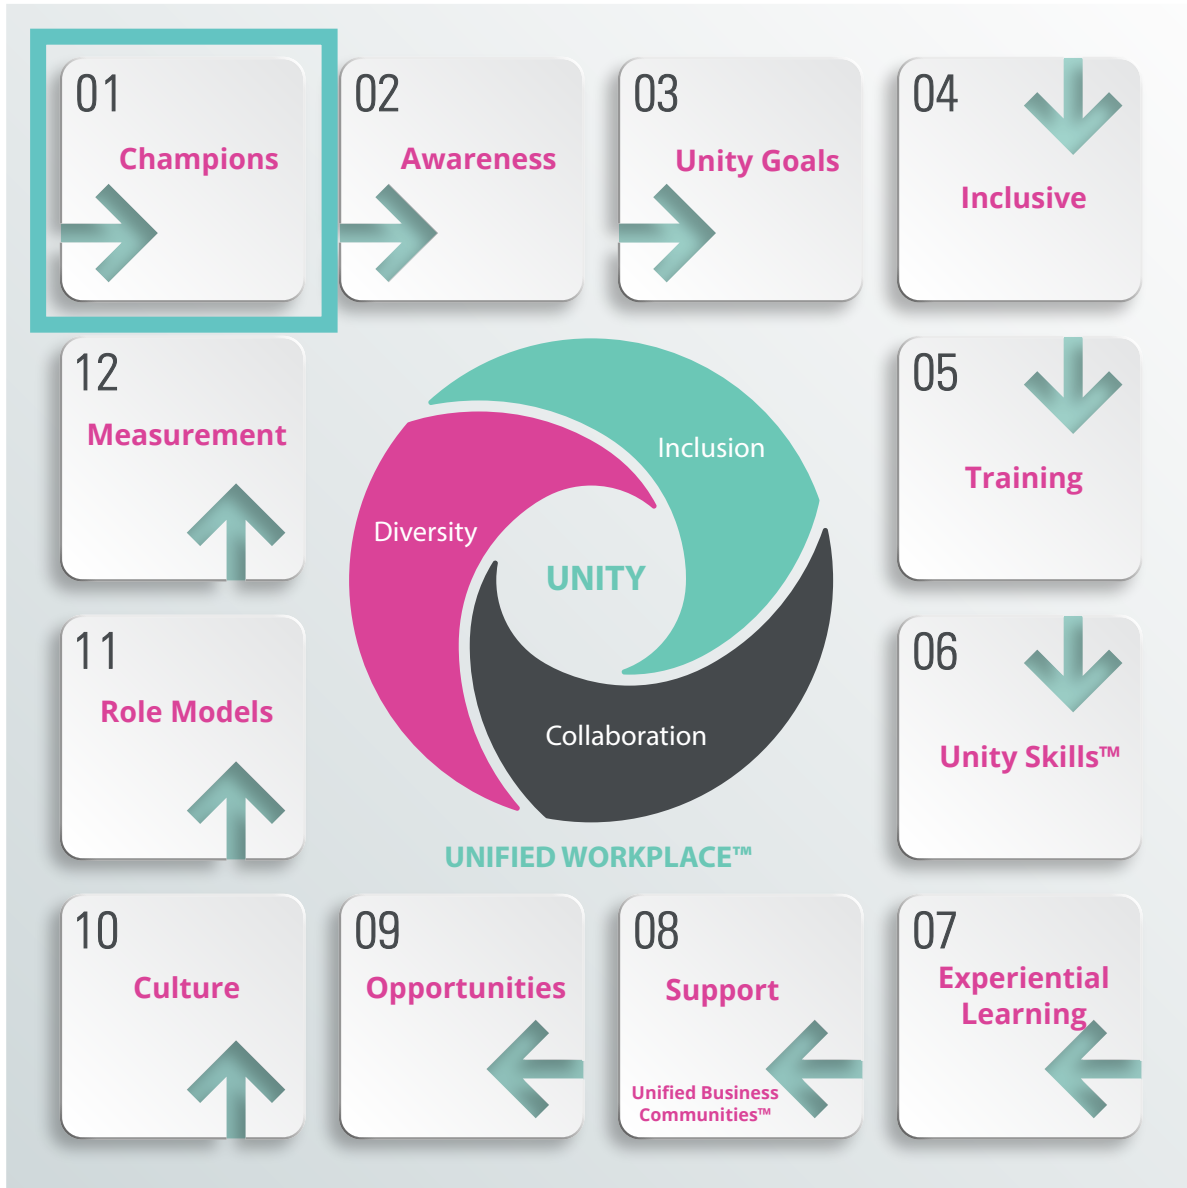 01
Champions
02
Awareness
03
Unity Goals
04
Inclusive
12
Measurement
Inclusion
Diversity
UNITY
Collaboration
UNIFIED WORKPLACE™
05
Training
11
Role Models
06
Unity Skills™
10
Culture
09
Opportunities
08
Support
Unified Business
Communities™
07
Experiential
Learning